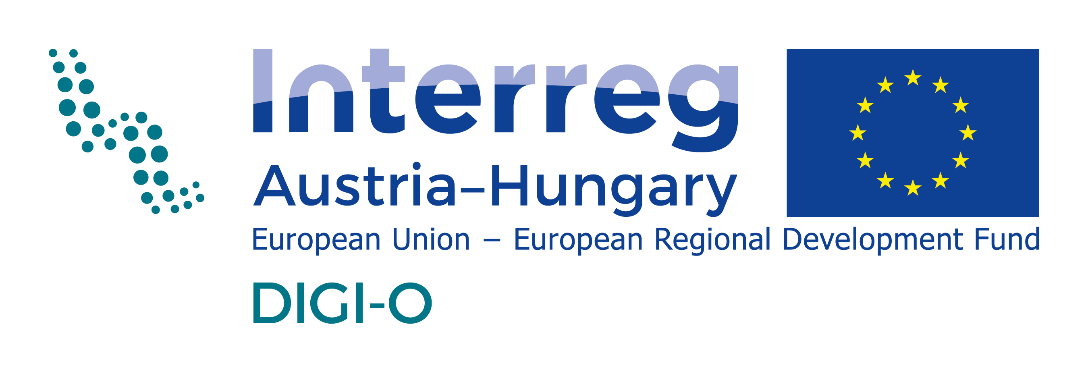 Interreg
Austria–Hungary
European Union – European Regional Development Fund
DIGI-O